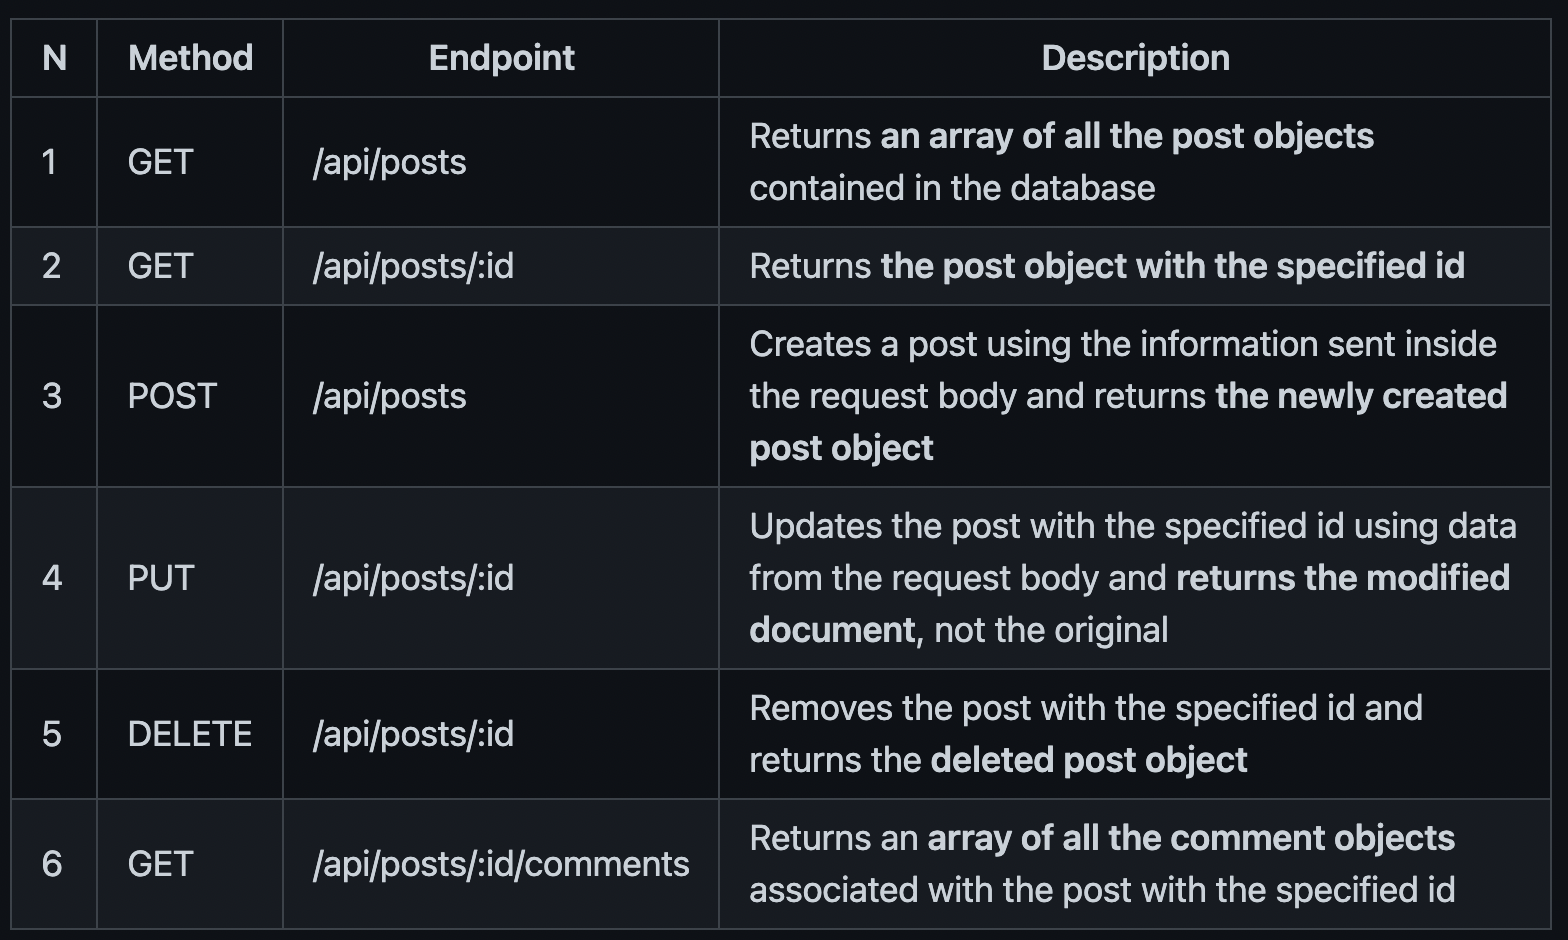 N Method Endpoint Description
1 GET /api/posts Returns an array of all the post objects
contained in the database
2 GET /api/posts/:id Returns the post object with the specified id
3 POST /api/posts Creates a post using the information sent inside
the request body and returns the newly created
post object
4 PUT /api/posts/:id Updates the post with the specified id using data
from the request body and returns the modified
document, not the original
5 DELETE /api/posts/:id Removes the post with the specified id and
returns the deleted post object
6 GET /api/posts/:id/comments Returns an array of all the comment objects
associated with the post with the specified id